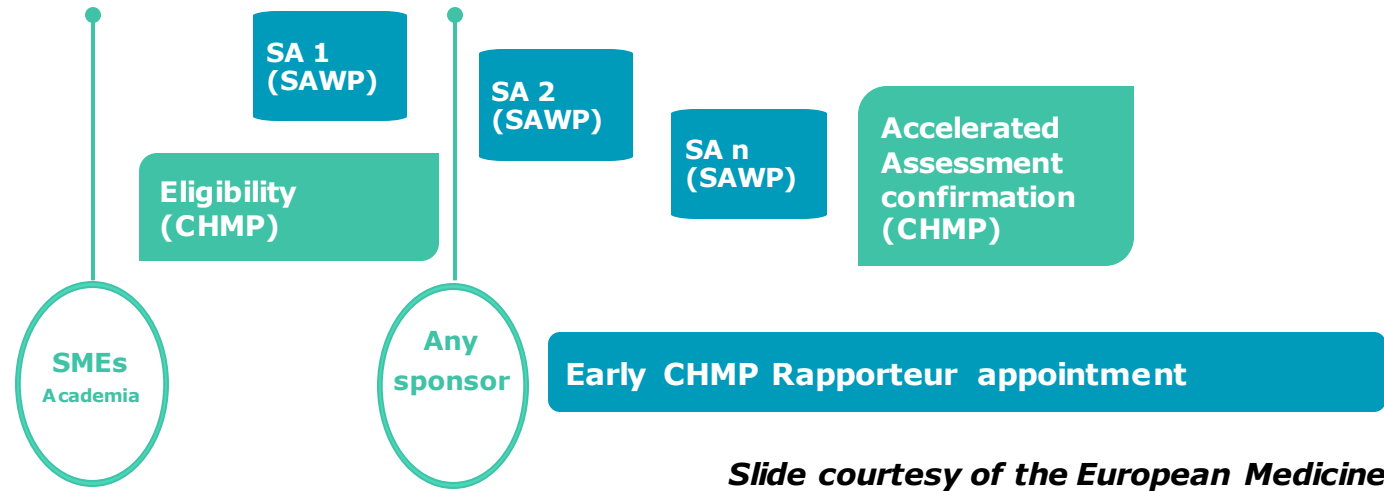 SA 1
(SAWP)
SA 2
(SAWP)
SA n
(SAWP)
Accelerated
Assessment
confirmation
(CHMP)
Eligibility
(CHMP)
SMEs
Academia
Any
sponsor
Early CHMP Rapporteur appointment
Slide courtesy of the European Medicine